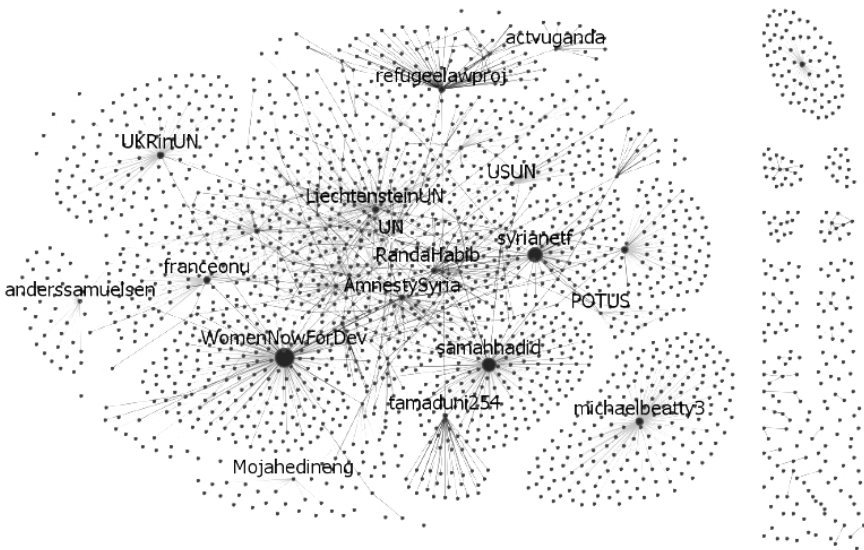 actvuganda
refugeelawproj
UKRinUN
USUN
LiechtensteinUN
UN
syrianetf
RandaHabib
franceonu
AmnestySyria
anderssamuelsen
POTUS
WomenNowForDev
samahhadid
tamaduni254
michaelbeatty3
Mojahedineng